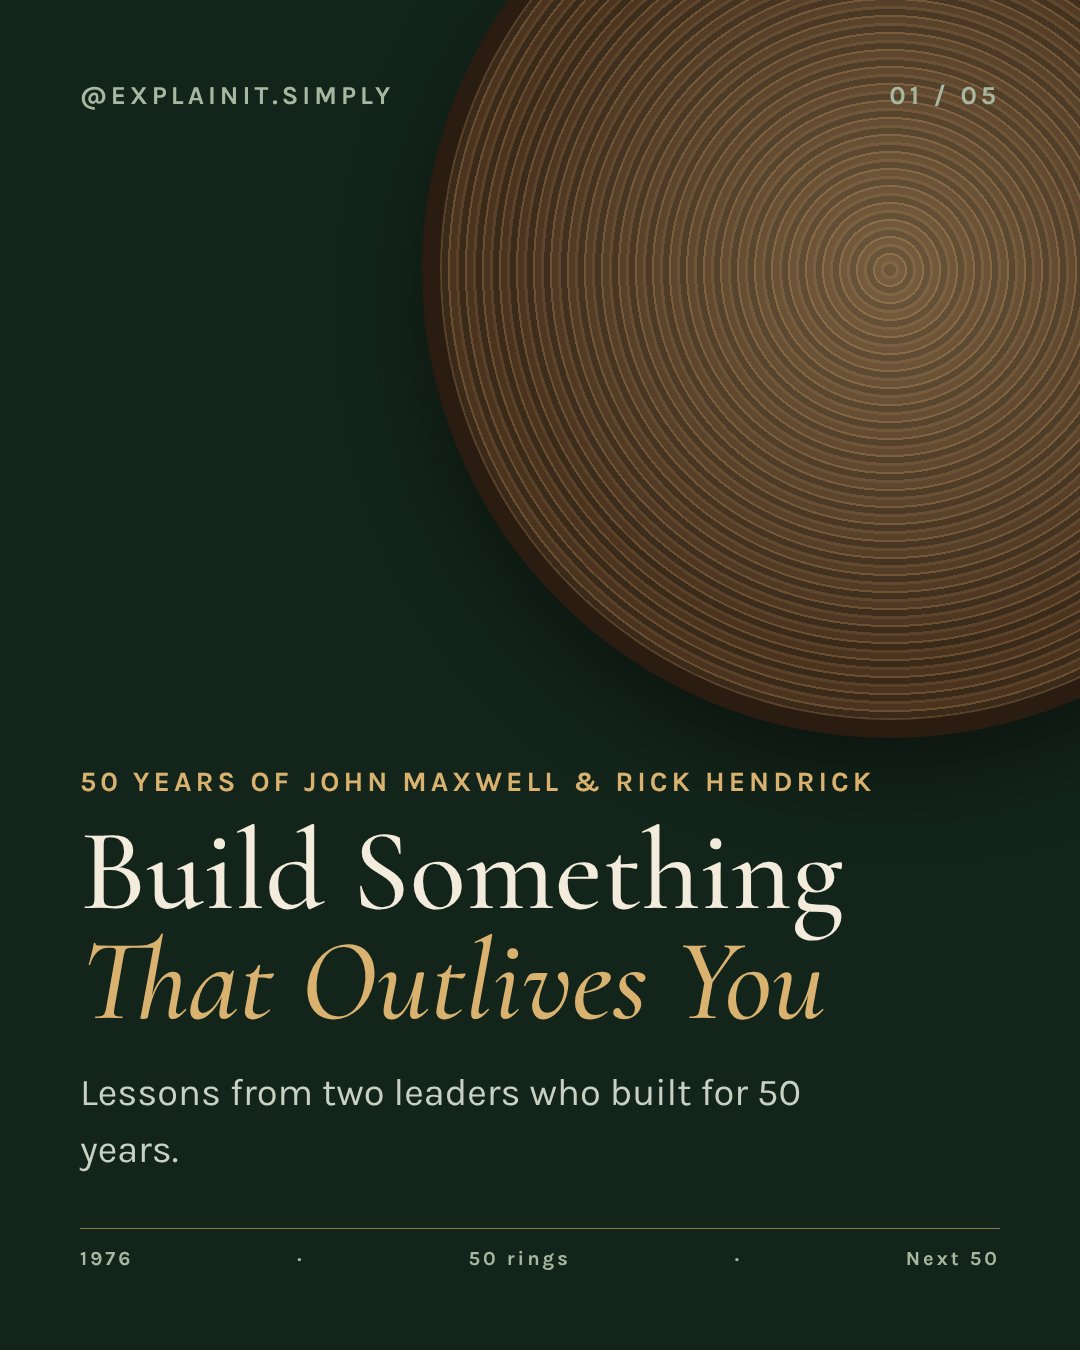 @EXPLAINIT.SIMPLY
01 / 05
50 YEARS OF JOHN MAXWELL & RICK HENDRICK
Build Something
That Outlives You
Lessons from two leaders who built for 50
years.
1976 · 50 rings · Next 50